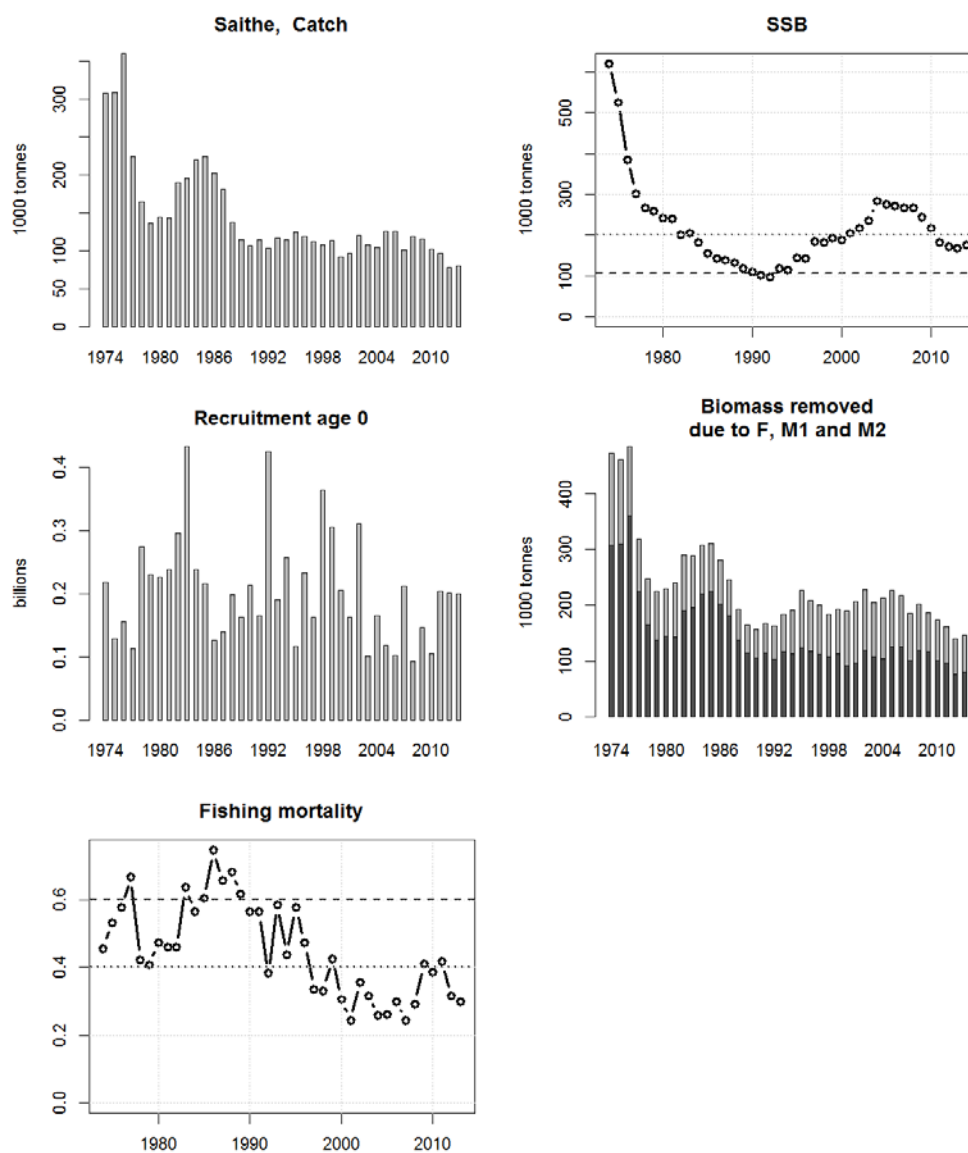 Saithe, Catch
1000 tonnes
0 50 100 200 300
1974 1980 1986 1992 1998 2004 2010
SSB
1000 tonnes
0 100 300 500
1980 1990 2000 2010
Recruitment age 0
billions
0.0 0.1 0.2 0.3 0.4
1974 1980 1986 1992 1998 2004 2010
Biomass removed
due to F, M1 and M2
1000 tonnes
0 100 200 300 400
1974 1980 1986 1992 1998 2004 2010
Fishing mortality
0.0 0.2 0.4 0.6
1980 1990 2000 2010